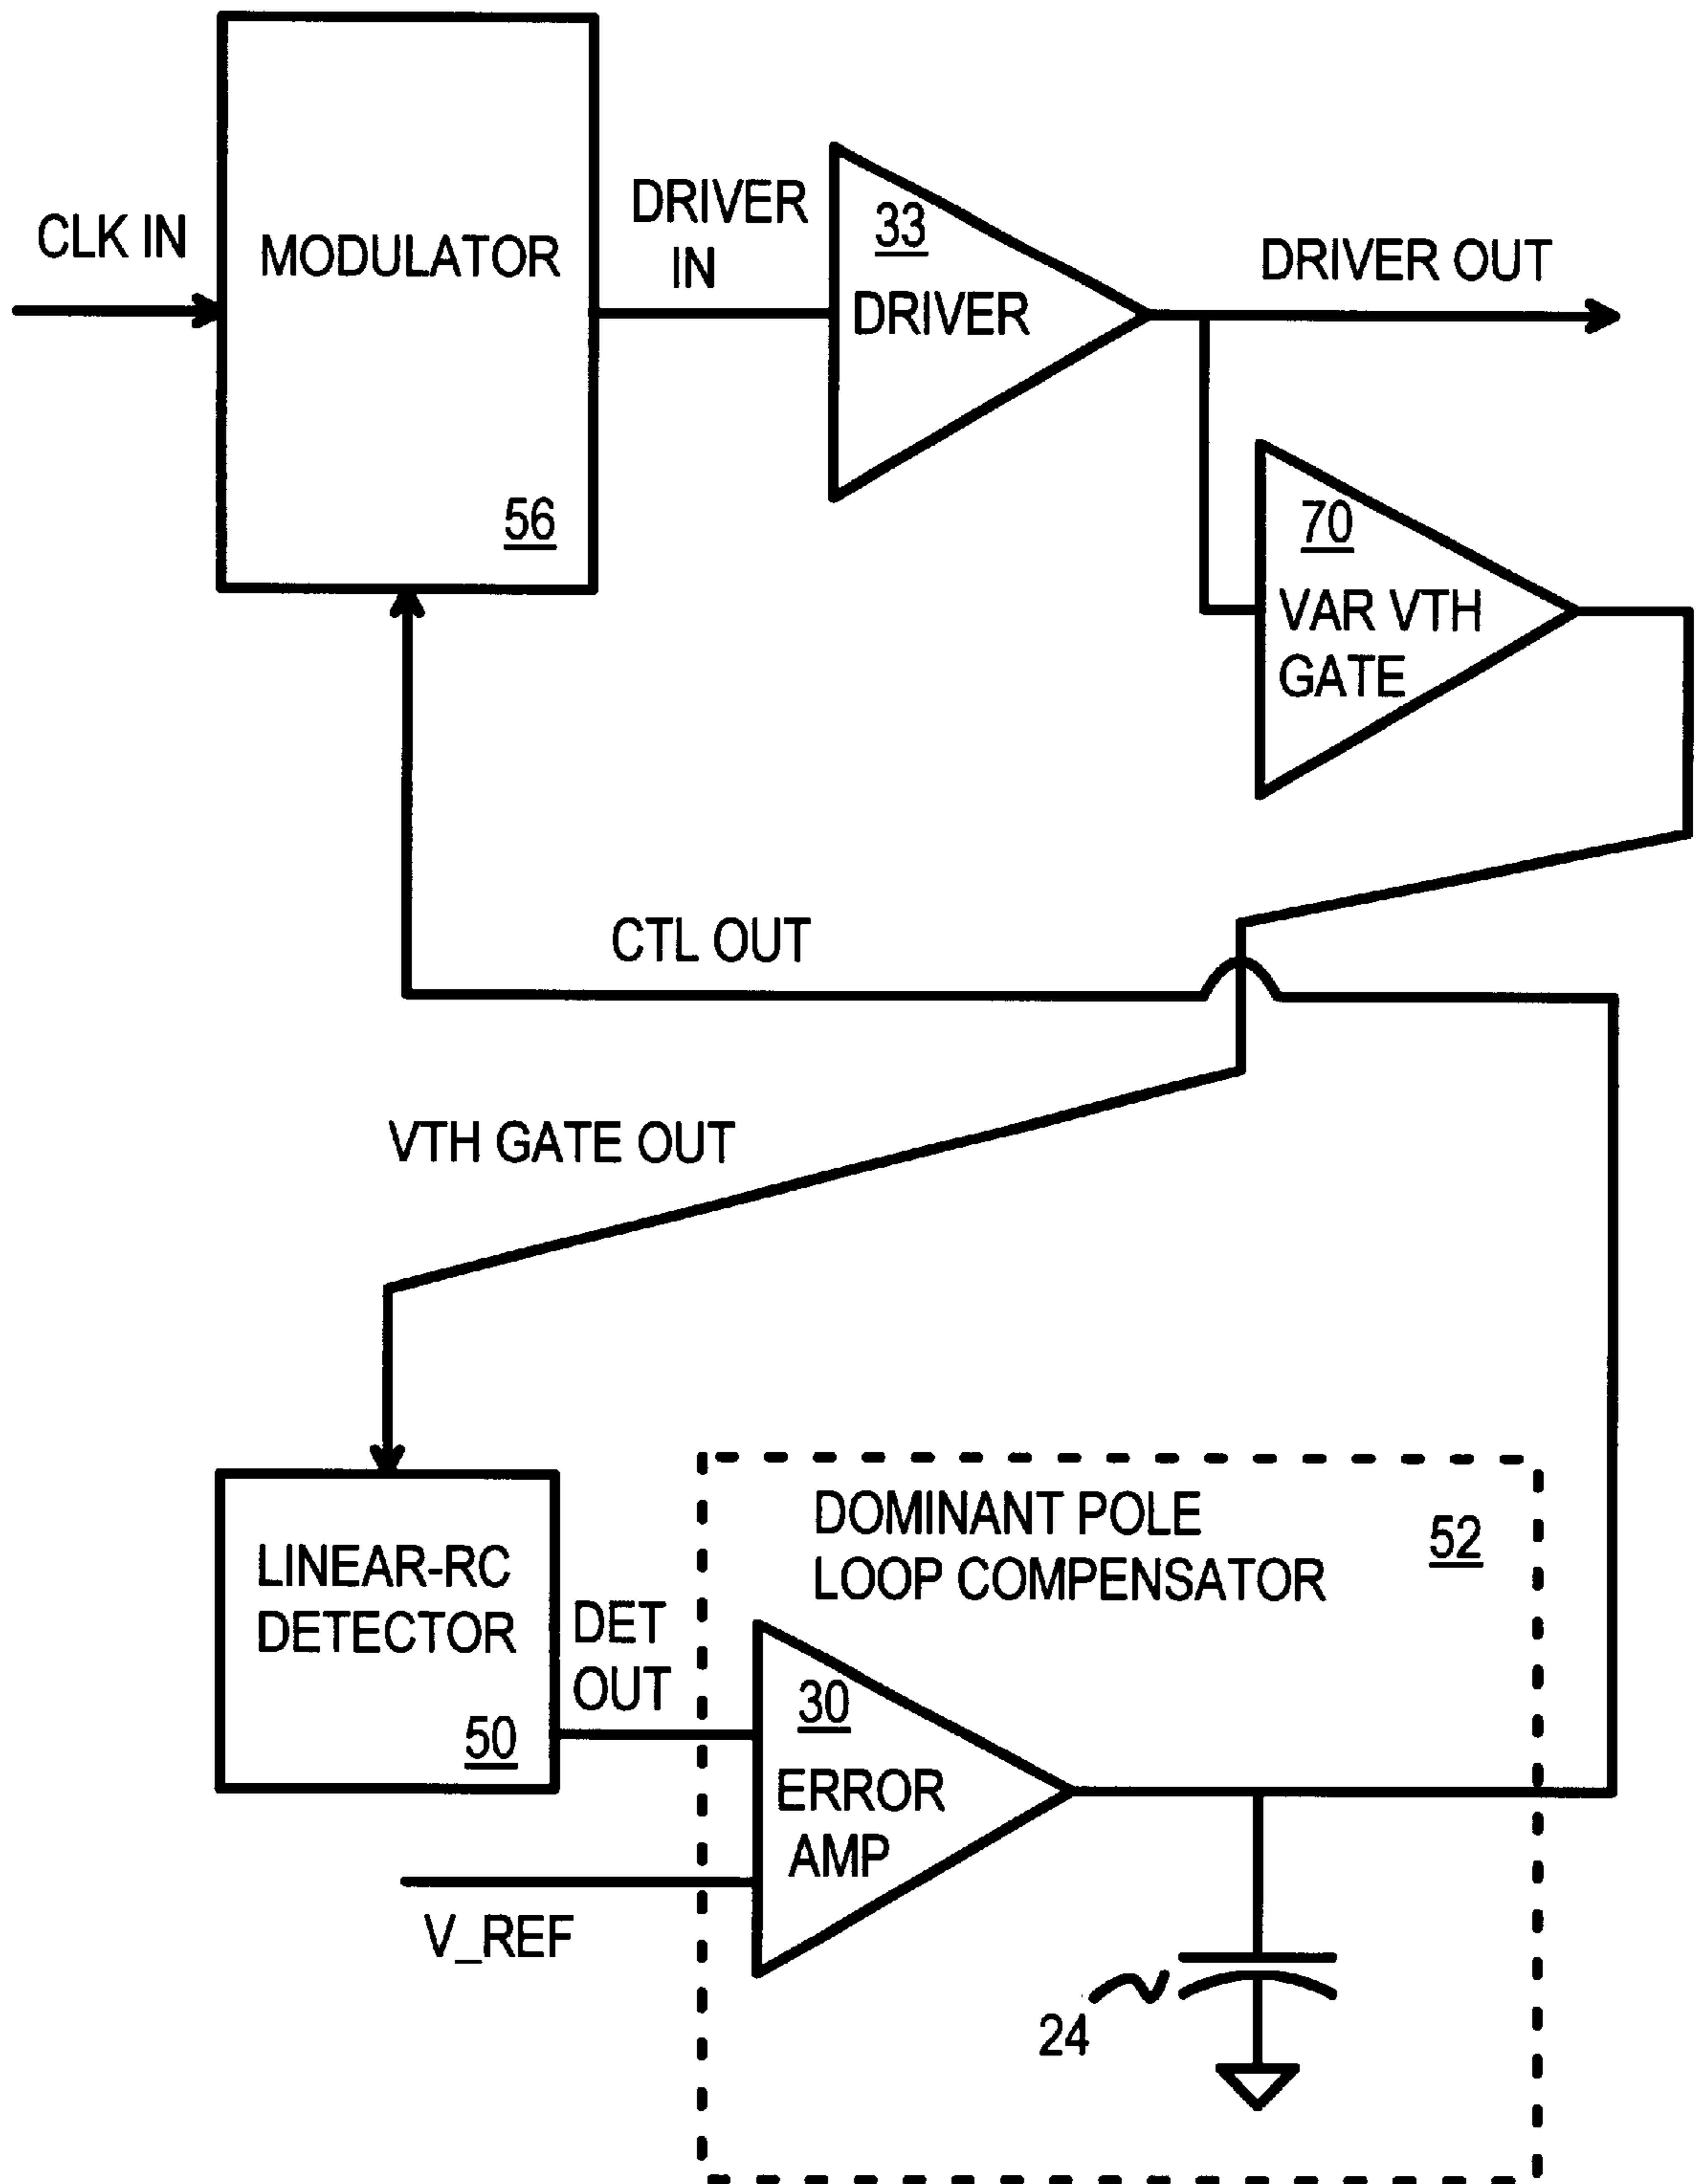 CLK IN
MODULATOR
56
DRIVER
IN
33
DRIVER
DRIVER OUT
70
VAR VTH
GATE
CTL OUT
VTH GATE OUT
LINEAR-RC
DETECTOR
50
DET
OUT
DOMINANT POLE
LOOP COMPENSATOR
52
30
ERROR
AMP
V_REF
24